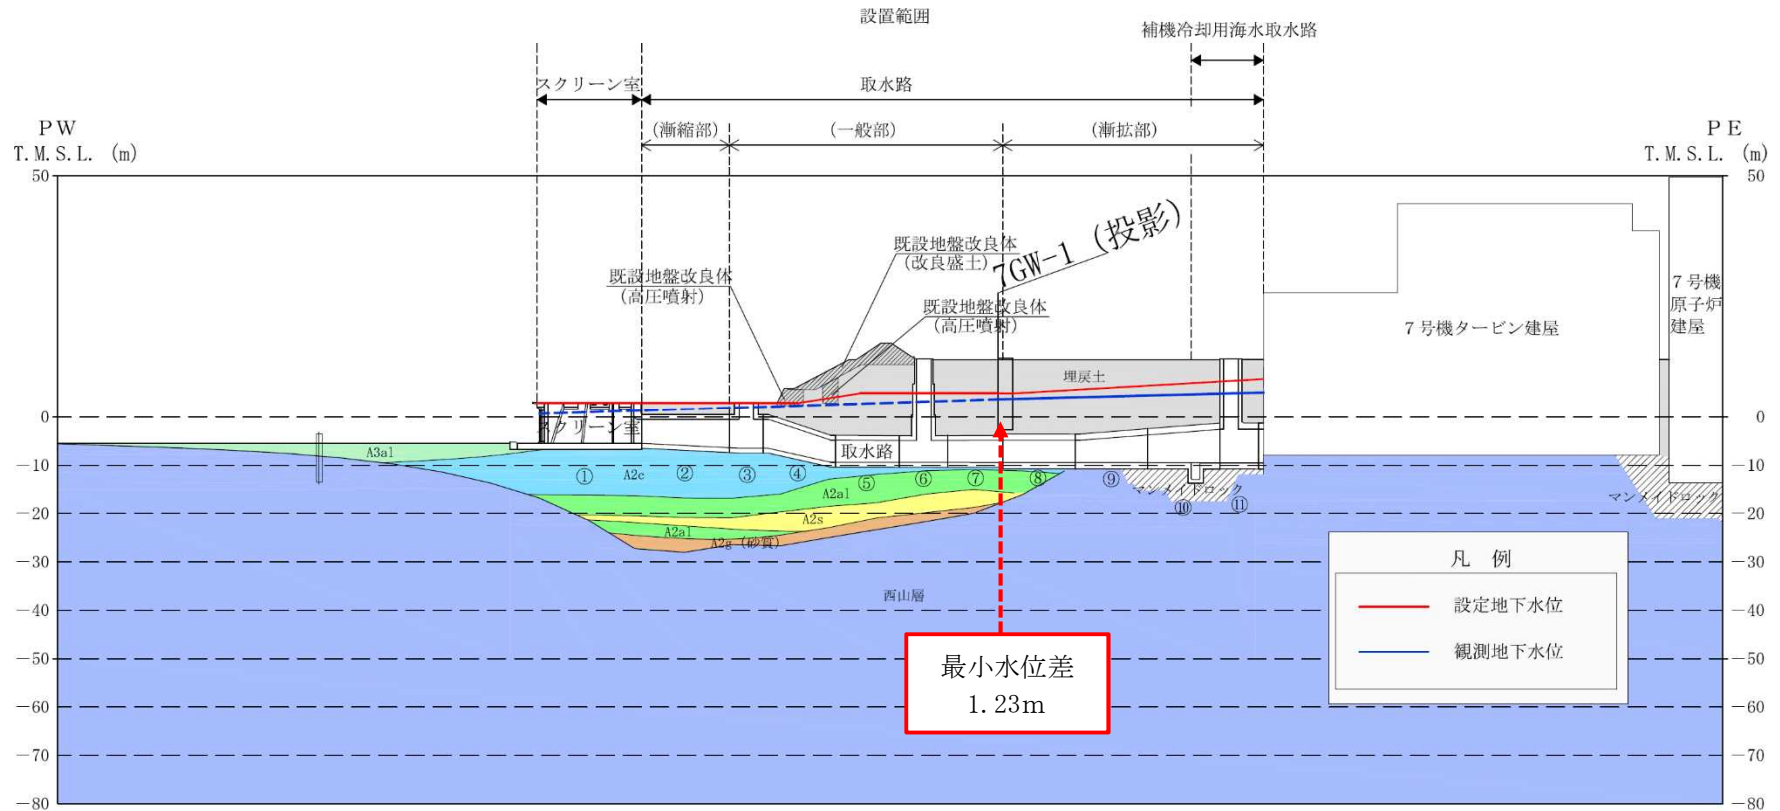 設置範囲
補機冷却用海水取水路
スクリーン室
取水路
(漸縮部)
(一般部)
(漸拡部)
PW
T.M.S.L. (m)
PE
T.M.S.L. (m)
50
50
7GW-1 (投影)
既設地盤改良体
(改良盛土)
既設地盤改良体
(高圧噴射)
既設地盤改良体
(高圧噴射)
7号機
原子炉
建屋
7号機タービン建屋
埋戻土
0
0
スクリーン室
取水路
A3al
-10
-10
① A2c ② ③ ④ ⑤ ⑥ ⑦ ⑧ ⑨
マンメイドロック
⑩ ⑪
マンメイドロック
A2al
-20
-20
A2s
A2al
A2g (砂質)
-30
-30
凡 例
設定地下水位
観測地下水位
西山層
-40
-40
-50
-50
最小水位差
1.23m
-60
-60
-70
-70
-80
-80